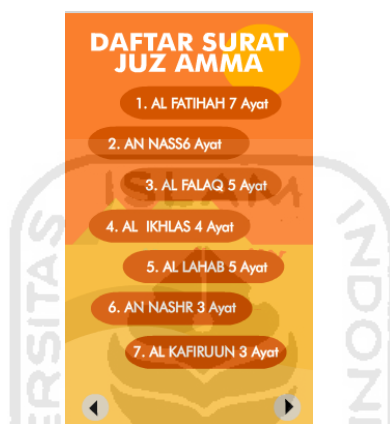 DAFTAR SURAT
JUZ AMMA
1. AL FATIHAH 7 Ayat
2. AN NASS6 Ayat
3. AL FALAQ 5 Ayat
ISLAM
4. AL IKHLAS 4 Ayat
5. AL LAHAB 5 Ayat
6. AN NASHR 3 Ayat
7. AL KAFIRUUN 3 Ayat